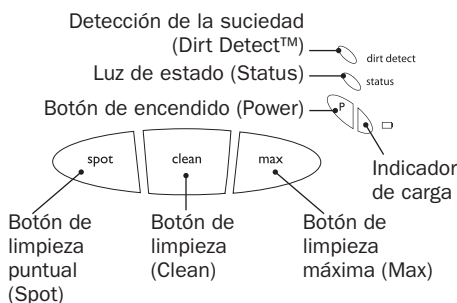 Detección de la suciedad
(Dirt Detect™)
dirt detect
Luz de estado (Status)
status
Botón de encendido (Power)
P
spot
clean
max
Indicador
de carga
Botón de
limpieza
puntual
(Spot)
Botón de
limpieza
(Clean)
Botón de
limpieza
máxima (Max)